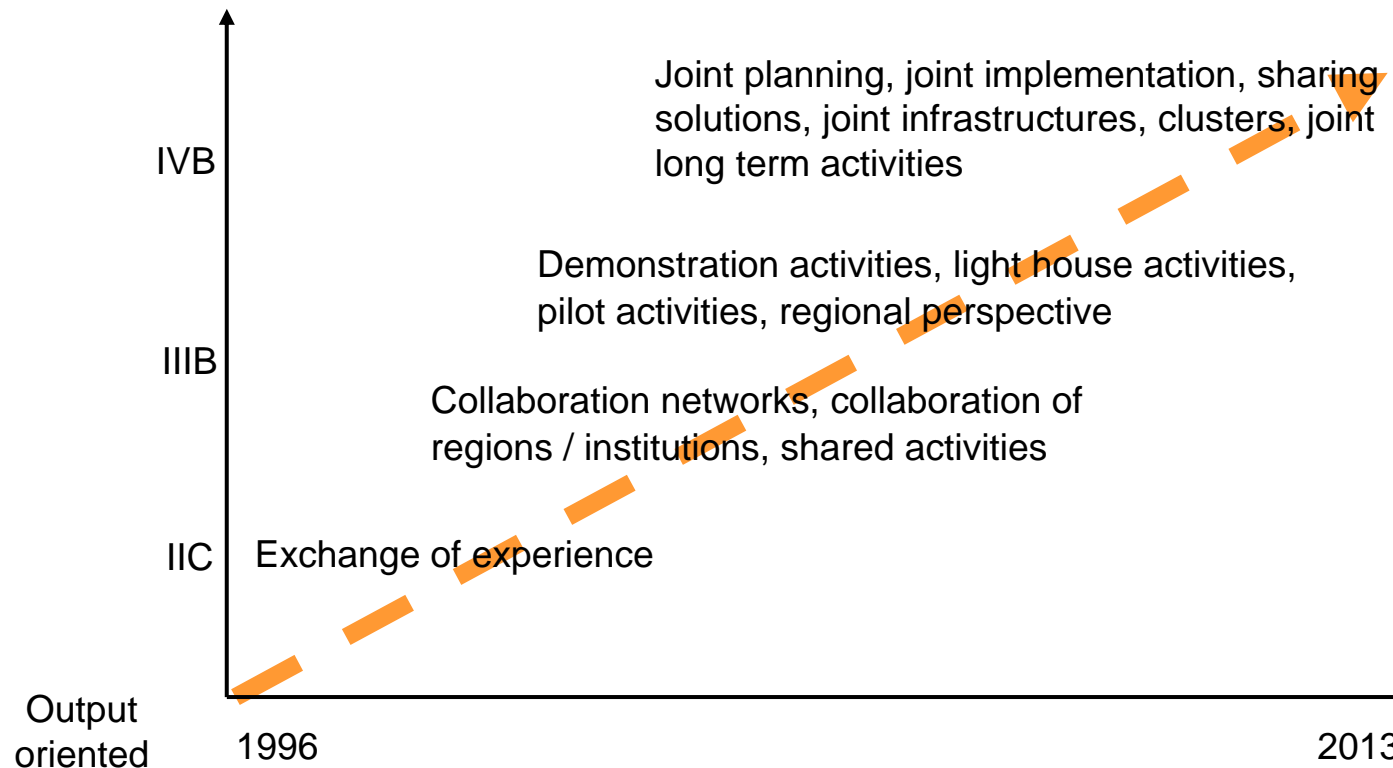 Joint planning, joint implementation, sharing
solutions, joint infrastructures, clusters, joint
long term activities
IVB
Demonstration activities, light house activities,
pilot activities, regional perspective
IIIB
Collaboration networks, collaboration of
regions / institutions, shared activities
IIC
Exchange of experience
Output
oriented
1996
2013